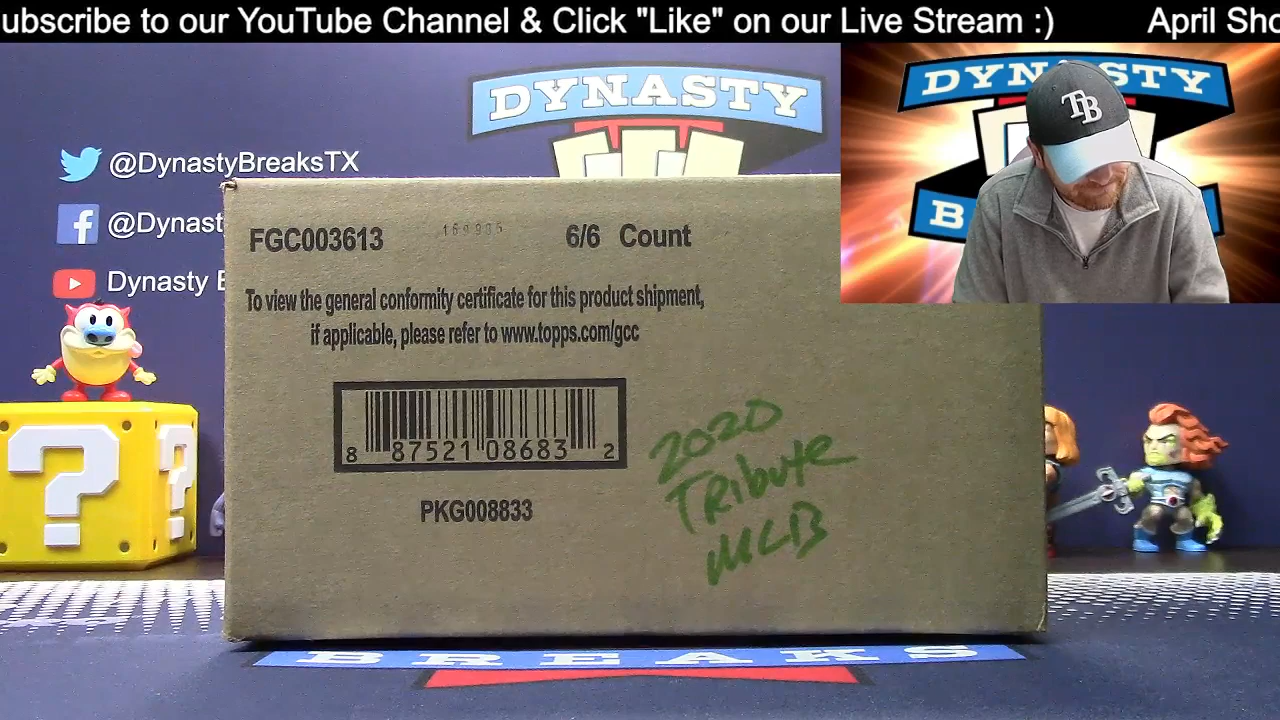 ubscribe to our YouTube Channel & Click "Like" on our Live Stream :) April Sho
DYNASTY
DYNASTY
B
TB
@DynastyBreaksTX
@Dynast
Dynasty B
FGC003613 6/6 Count
To view the general conformity certificate for this product shipment,
if applicable, please refer to www.topps.com/gcc
8 87521 08683 2
PKG008833
2020
Tribute
MLB
?
?
BREAKS